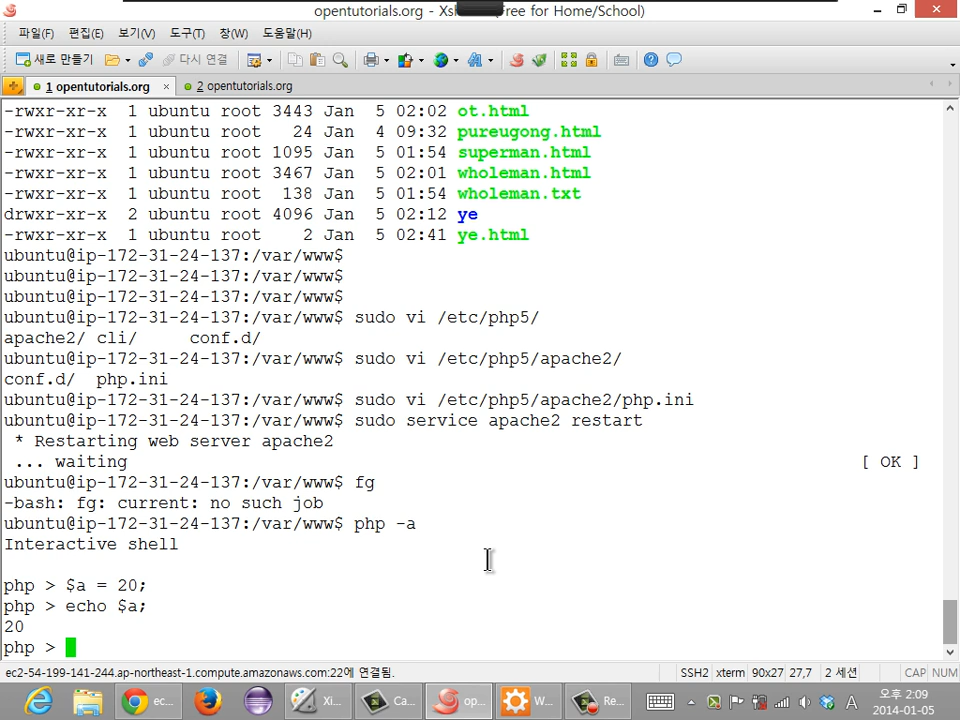 opentutorials.org - Xsh (Free for Home/School)
파일(F) 편집(E) 보기(V) 도구(T) 창(W) 도움말(H)
새로 만들기 다시 연결
1 opentutorials.org × 2 opentutorials.org
-rwxr-xr-x 1 ubuntu root 3443 Jan 5 02:02 ot.html
-rwxr-xr-x 1 ubuntu root 24 Jan 4 09:32 pureugong.html
-rwxr-xr-x 1 ubuntu root 1095 Jan 5 01:54 superman.html
-rwxr-xr-x 1 ubuntu root 3467 Jan 5 02:01 wholeman.html
-rwxr-xr-x 1 ubuntu root 138 Jan 5 01:54 wholeman.txt
drwxr-xr-x 2 ubuntu root 4096 Jan 5 02:12 ye
-rwxr-xr-x 1 ubuntu root 2 Jan 5 02:41 ye.html
ubuntu@ip-172-31-24-137:/var/www$
ubuntu@ip-172-31-24-137:/var/www$
ubuntu@ip-172-31-24-137:/var/www$
ubuntu@ip-172-31-24-137:/var/www$ sudo vi /etc/php5/
apache2/ cli/ conf.d/
ubuntu@ip-172-31-24-137:/var/www$ sudo vi /etc/php5/apache2/
conf.d/ php.ini
ubuntu@ip-172-31-24-137:/var/www$ sudo vi /etc/php5/apache2/php.ini
ubuntu@ip-172-31-24-137:/var/www$ sudo service apache2 restart
* Restarting web server apache2
... waiting [ OK ]
ubuntu@ip-172-31-24-137:/var/www$ fg
-bash: fg: current: no such job
ubuntu@ip-172-31-24-137:/var/www$ php -a
Interactive shell
php > $a = 20;
php > echo $a;
20
php >
ec2-54-199-141-244.ap-northeast-1.compute.amazonaws.com:22에 연결됨. SSH2 xterm 90x27 27,7 2 세션 CAP NUM
ec... Xi... Ca... op... W... Re... A 오후 2:09
2014-01-05